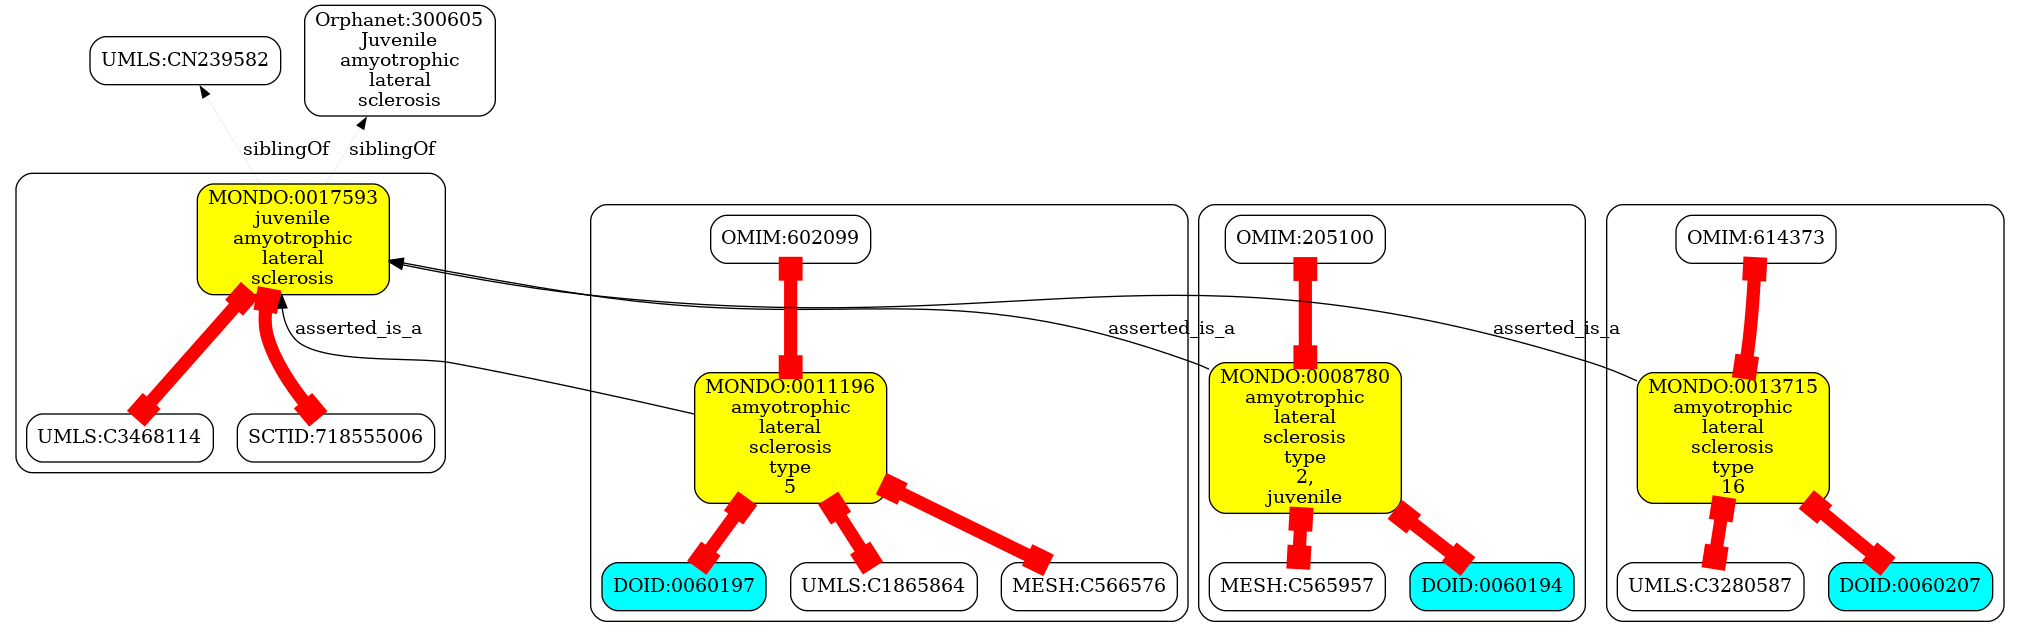 UMLS:CN239582
Orphanet:300605
Juvenile
amyotrophic
lateral
sclerosis
siblingOf
siblingOf
MONDO:0017593
juvenile
amyotrophic
lateral
sclerosis
UMLS:C3468114
SCTID:718555006
asserted_is_a
asserted_is_a
asserted_is_a
OMIM:602099
MONDO:0011196
amyotrophic
lateral
sclerosis
type
5
DOID:0060197
UMLS:C1865864
MESH:C566576
OMIM:205100
MONDO:0008780
amyotrophic
lateral
sclerosis
type
2,
juvenile
MESH:C565957
DOID:0060194
OMIM:614373
MONDO:0013715
amyotrophic
lateral
sclerosis
type
16
UMLS:C3280587
DOID:0060207